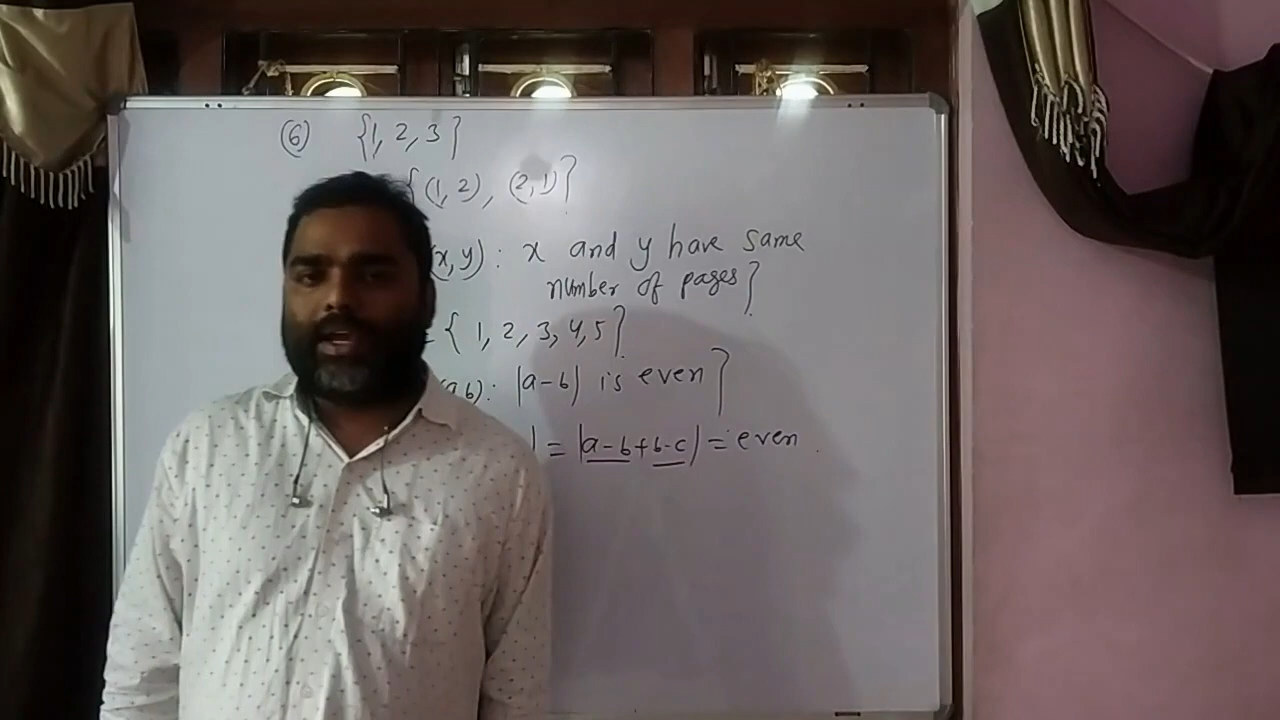 (6) {1, 2, 3}
{(1, 2), (2, 1)}
(x, y) : x and y have same
number of pages}
= { 1, 2, 3, 4, 5}
(a b) : |a-b| is even}
| = |a-b+b-c| = even